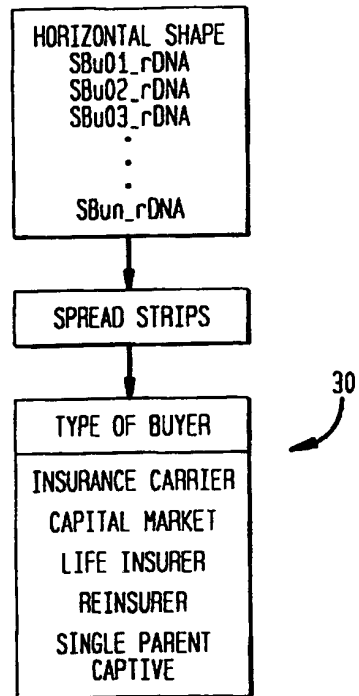 HORIZONTAL SHAPE
SBu01_rDNA
SBu02_rDNA
SBu03_rDNA
.
.
.
.
SBun_rDNA
SPREAD STRIPS
30
TYPE OF BUYER
INSURANCE CARRIER
CAPITAL MARKET
LIFE INSURER
REINSURER
SINGLE PARENT
CAPTIVE